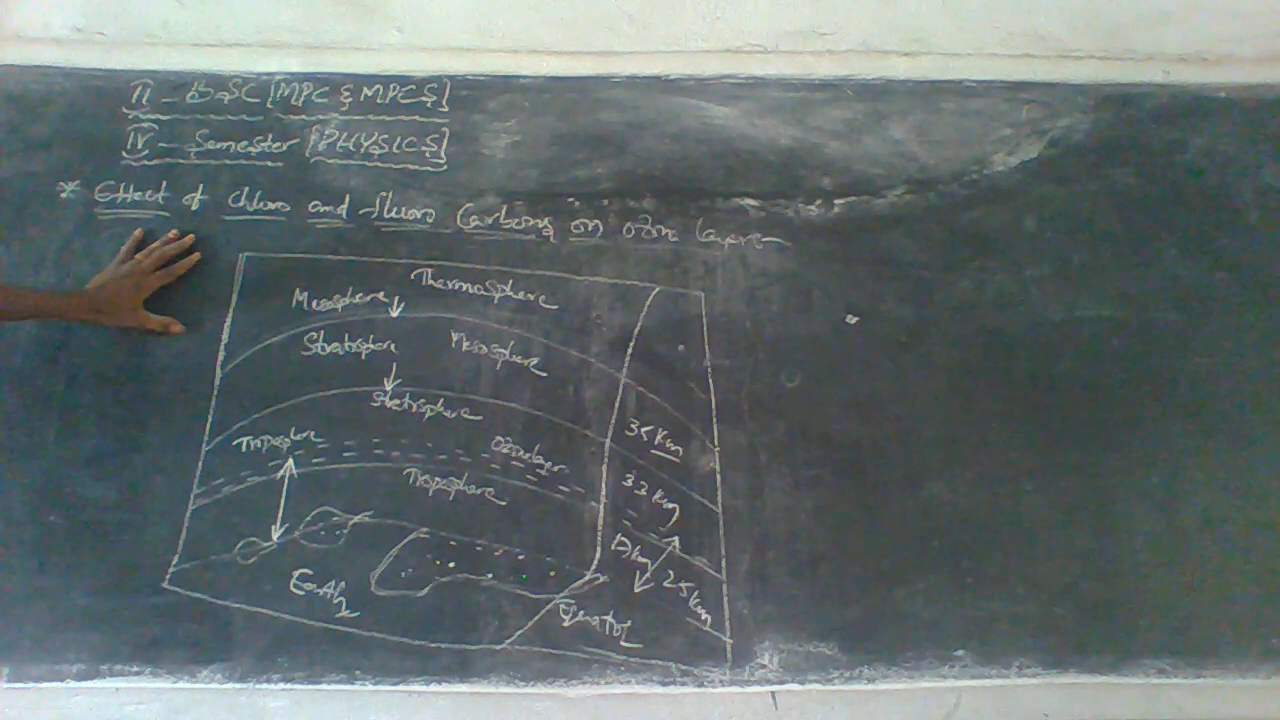 II - B.SC [MPC & MPCS]
IV - Semester [PHYSICS]
* Effect of chloro and fluoro Carbons on ozone layer
Thermosphere
Mesosphere
Stratosphere
Mesosphere
Troposphere
Ozone layer
Troposphere
35 Km
33 Km
12 km
25 km
Earth
Equator